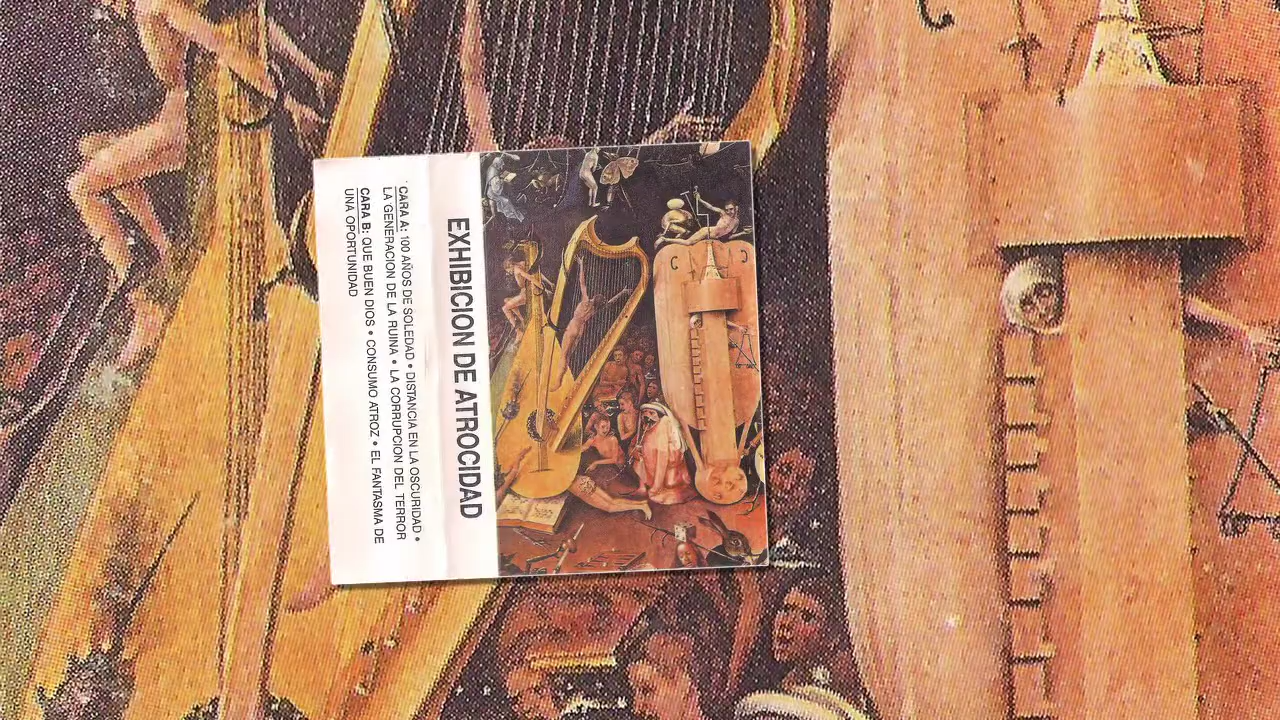 EXHIBICION DE ATROCIDAD
CARA A: 100 AÑOS DE SOLEDAD • DISTANCIA EN LA OSCURIDAD •
LA GENERACION DE LA RUINA • LA CORRUPCION DEL TERROR
CARA B: QUE BUEN DIOS • CONSUMO ATROZ • EL FANTASMA DE
UNA OPORTUNIDAD